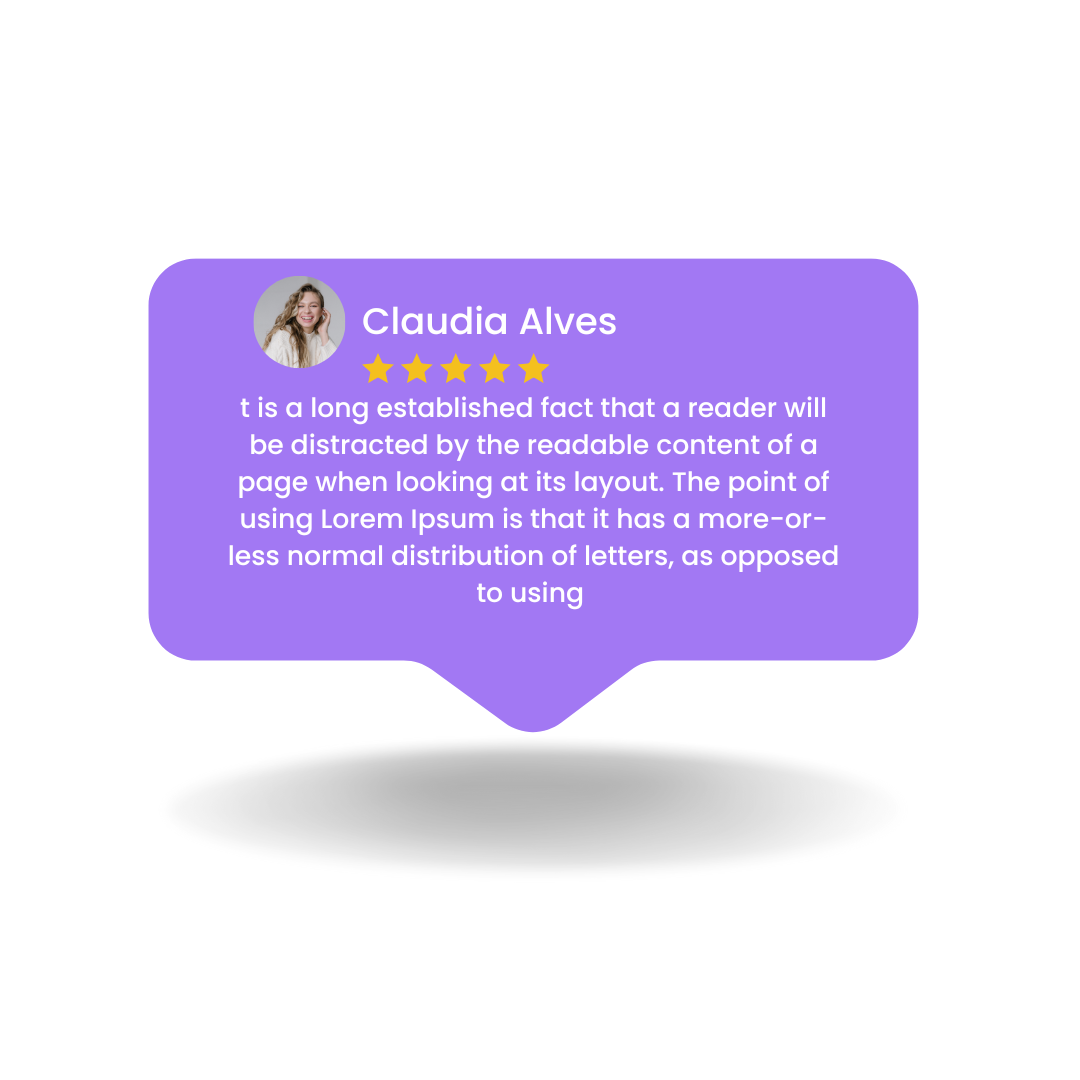 Claudia Alves
t is a long established fact that a reader will
be distracted by the readable content of a
page when looking at its layout. The point of
using Lorem Ipsum is that it has a more-or-
less normal distribution of letters, as opposed
to using